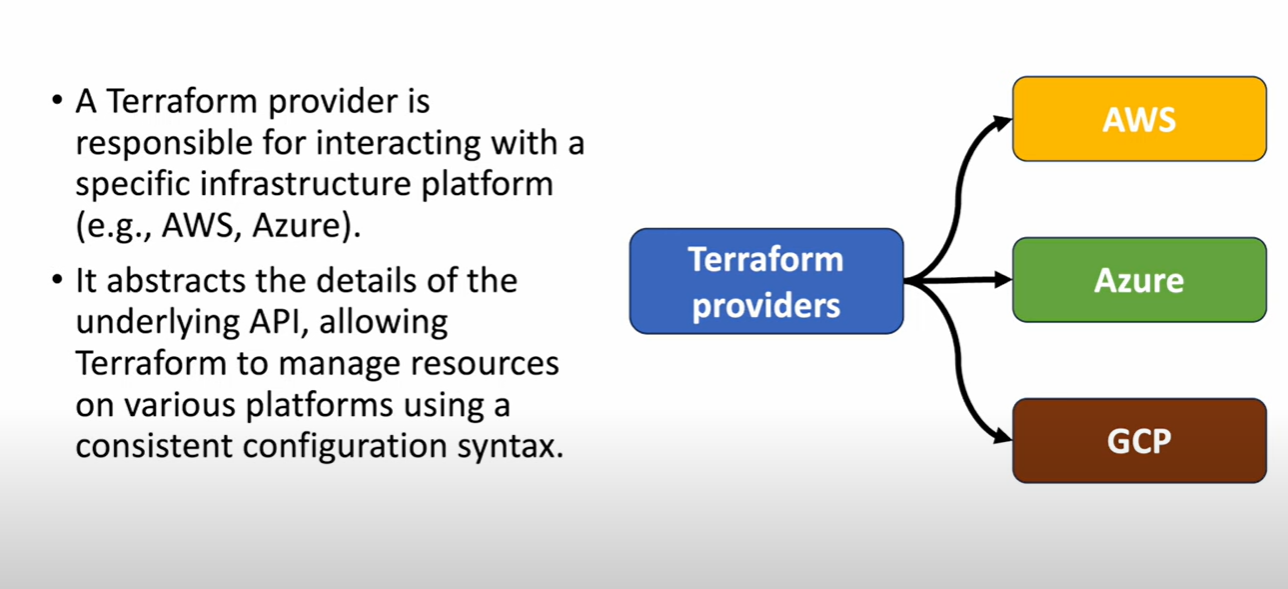 • A Terraform provider is
responsible for interacting with a
specific infrastructure platform
(e.g., AWS, Azure).
• It abstracts the details of the
underlying API, allowing
Terraform to manage resources
on various platforms using a
consistent configuration syntax.
Terraform
providers
AWS
Azure
GCP